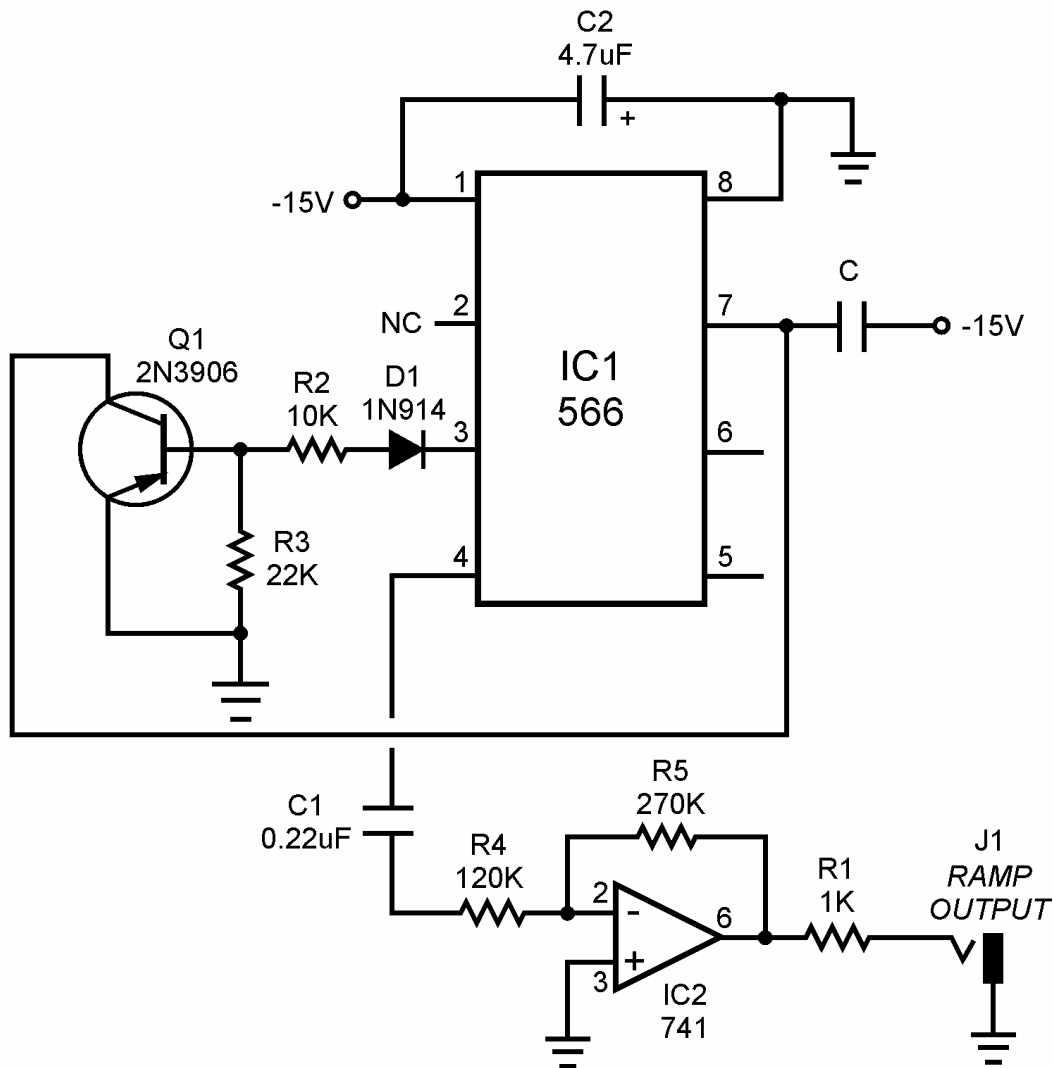 C2
4.7uF
+
1
8
-15V
C
2
7
NC
-15V
Q1
2N3906
R2
10K
D1
1N914
IC1
566
3
6
R3
22K
4
5
R5
270K
C1
0.22uF
R4
120K
J1
RAMP
OUTPUT
R1
1K
2
-
6
+
3
IC2
741